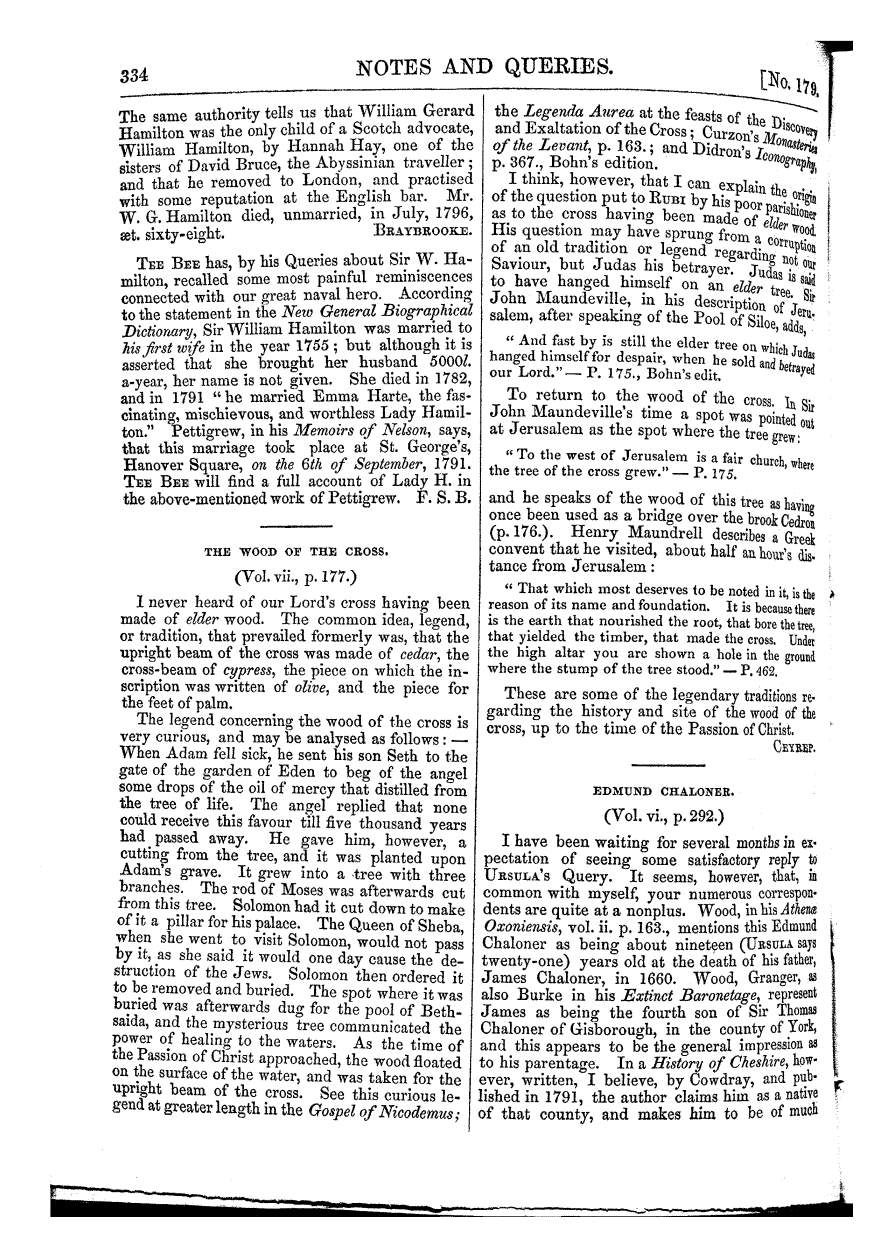 334
NOTES AND QUERIES.
[No. 179.
The same authority tells us that William Gerard
Hamilton was the only child of a Scotch advocate,
William Hamilton, by Hannah Hay, one of the
sisters of David Bruce, the Abyssinian traveller;
and that he removed to London, and practised
with some reputation at the English bar. Mr.
W. G. Hamilton died, unmarried, in July, 1796,
æt. sixty-eight. BRAYBROOKE.
TEE BEE has, by his Queries about Sir W. Ha-
milton, recalled some most painful reminiscences
connected with our great naval hero. According
to the statement in the New General Biographical
Dictionary, Sir William Hamilton was married to
his first wife in the year 1755; but although it is
asserted that she brought her husband 5000l.
a-year, her name is not given. She died in 1782,
and in 1791 "he married Emma Harte, the fas-
cinating, mischievous, and worthless Lady Hamil-
ton." Pettigrew, in his Memoirs of Nelson, says,
that this marriage took place at St. George's,
Hanover Square, on the 6th of September, 1791.
TEE BEE will find a full account of Lady H. in
the above-mentioned work of Pettigrew. F. S. B.
THE WOOD OF THE CROSS.
(Vol. vii., p. 177.)
I never heard of our Lord's cross having been
made of elder wood. The common idea, legend,
or tradition, that prevailed formerly was, that the
upright beam of the cross was made of cedar, the
cross-beam of cypress, the piece on which the in-
scription was written of olive, and the piece for
the feet of palm.
The legend concerning the wood of the cross is
very curious, and may be analysed as follows: —
When Adam fell sick, he sent his son Seth to the
gate of the garden of Eden to beg of the angel
some drops of the oil of mercy that distilled from
the tree of life. The angel replied that none
could receive this favour till five thousand years
had passed away. He gave him, however, a
cutting from the tree, and it was planted upon
Adam's grave. It grew into a tree with three
branches. The rod of Moses was afterwards cut
from this tree. Solomon had it cut down to make
of it a pillar for his palace. The Queen of Sheba,
when she went to visit Solomon, would not pass
by it, as she said it would one day cause the de-
struction of the Jews. Solomon then ordered it
to be removed and buried. The spot where it was
buried was afterwards dug for the pool of Beth-
saida, and the mysterious tree communicated the
power of healing to the waters. As the time of
the Passion of Christ approached, the wood floated
on the surface of the water, and was taken for the
upright beam of the cross. See this curious le-
gend at greater length in the Gospel of Nicodemus;
the Legenda Aurea at the feasts of the Discovery
and Exaltation of the Cross; Curzon's Monasteries
of the Levant, p. 163.; and Didron's Iconography,
p. 367., Bohn's edition.
I think, however, that I can explain the origin
of the question put to RUBI by his poor parishioner
as to the cross having been made of elder wood.
His question may have sprung from a corruption
of an old tradition or legend regarding not our
Saviour, but Judas his betrayer. Judas is said
to have hanged himself on an elder tree. Sir
John Maundeville, in his description of Jeru-
salem, after speaking of the Pool of Siloe, adds,
"And fast by is still the elder tree on which Judas
hanged himself for despair, when he sold and betrayed
our Lord." — P. 175., Bohn's edit.
To return to the wood of the cross. In Sir
John Maundeville's time a spot was pointed out
at Jerusalem as the spot where the tree grew:
"To the west of Jerusalem is a fair church, where
the tree of the cross grew." — P. 175.
and he speaks of the wood of this tree as having
once been used as a bridge over the brook Cedron
(p. 176.). Henry Maundrell describes a Greek
convent that he visited, about half an hour's dis-
tance from Jerusalem:
"That which most deserves to be noted in it, is the
reason of its name and foundation. It is because there
is the earth that nourished the root, that bore the tree,
that yielded the timber, that made the cross. Under
the high altar you are shown a hole in the ground
where the stump of the tree stood." — P. 462.
These are some of the legendary traditions re-
garding the history and site of the wood of the
cross, up to the time of the Passion of Christ.
CEYREP.
EDMUND CHALONER.
(Vol. vi., p. 292.)
I have been waiting for several months in ex-
pectation of seeing some satisfactory reply to
URSULA'S Query. It seems, however, that, in
common with myself, your numerous correspon-
dents are quite at a nonplus. Wood, in his Athenæ
Oxoniensis, vol. ii. p. 163., mentions this Edmund
Chaloner as being about nineteen (URSULA says
twenty-one) years old at the death of his father,
James Chaloner, in 1660. Wood, Granger, as
also Burke in his Extinct Baronetage, represent
James as being the fourth son of Sir Thomas
Chaloner of Gisborough, in the county of York,
and this appears to be the general impression as
to his parentage. In a History of Cheshire, how-
ever, written, I believe, by Cowdray, and pub-
lished in 1791, the author claims him as a native
of that county, and makes him to be of much